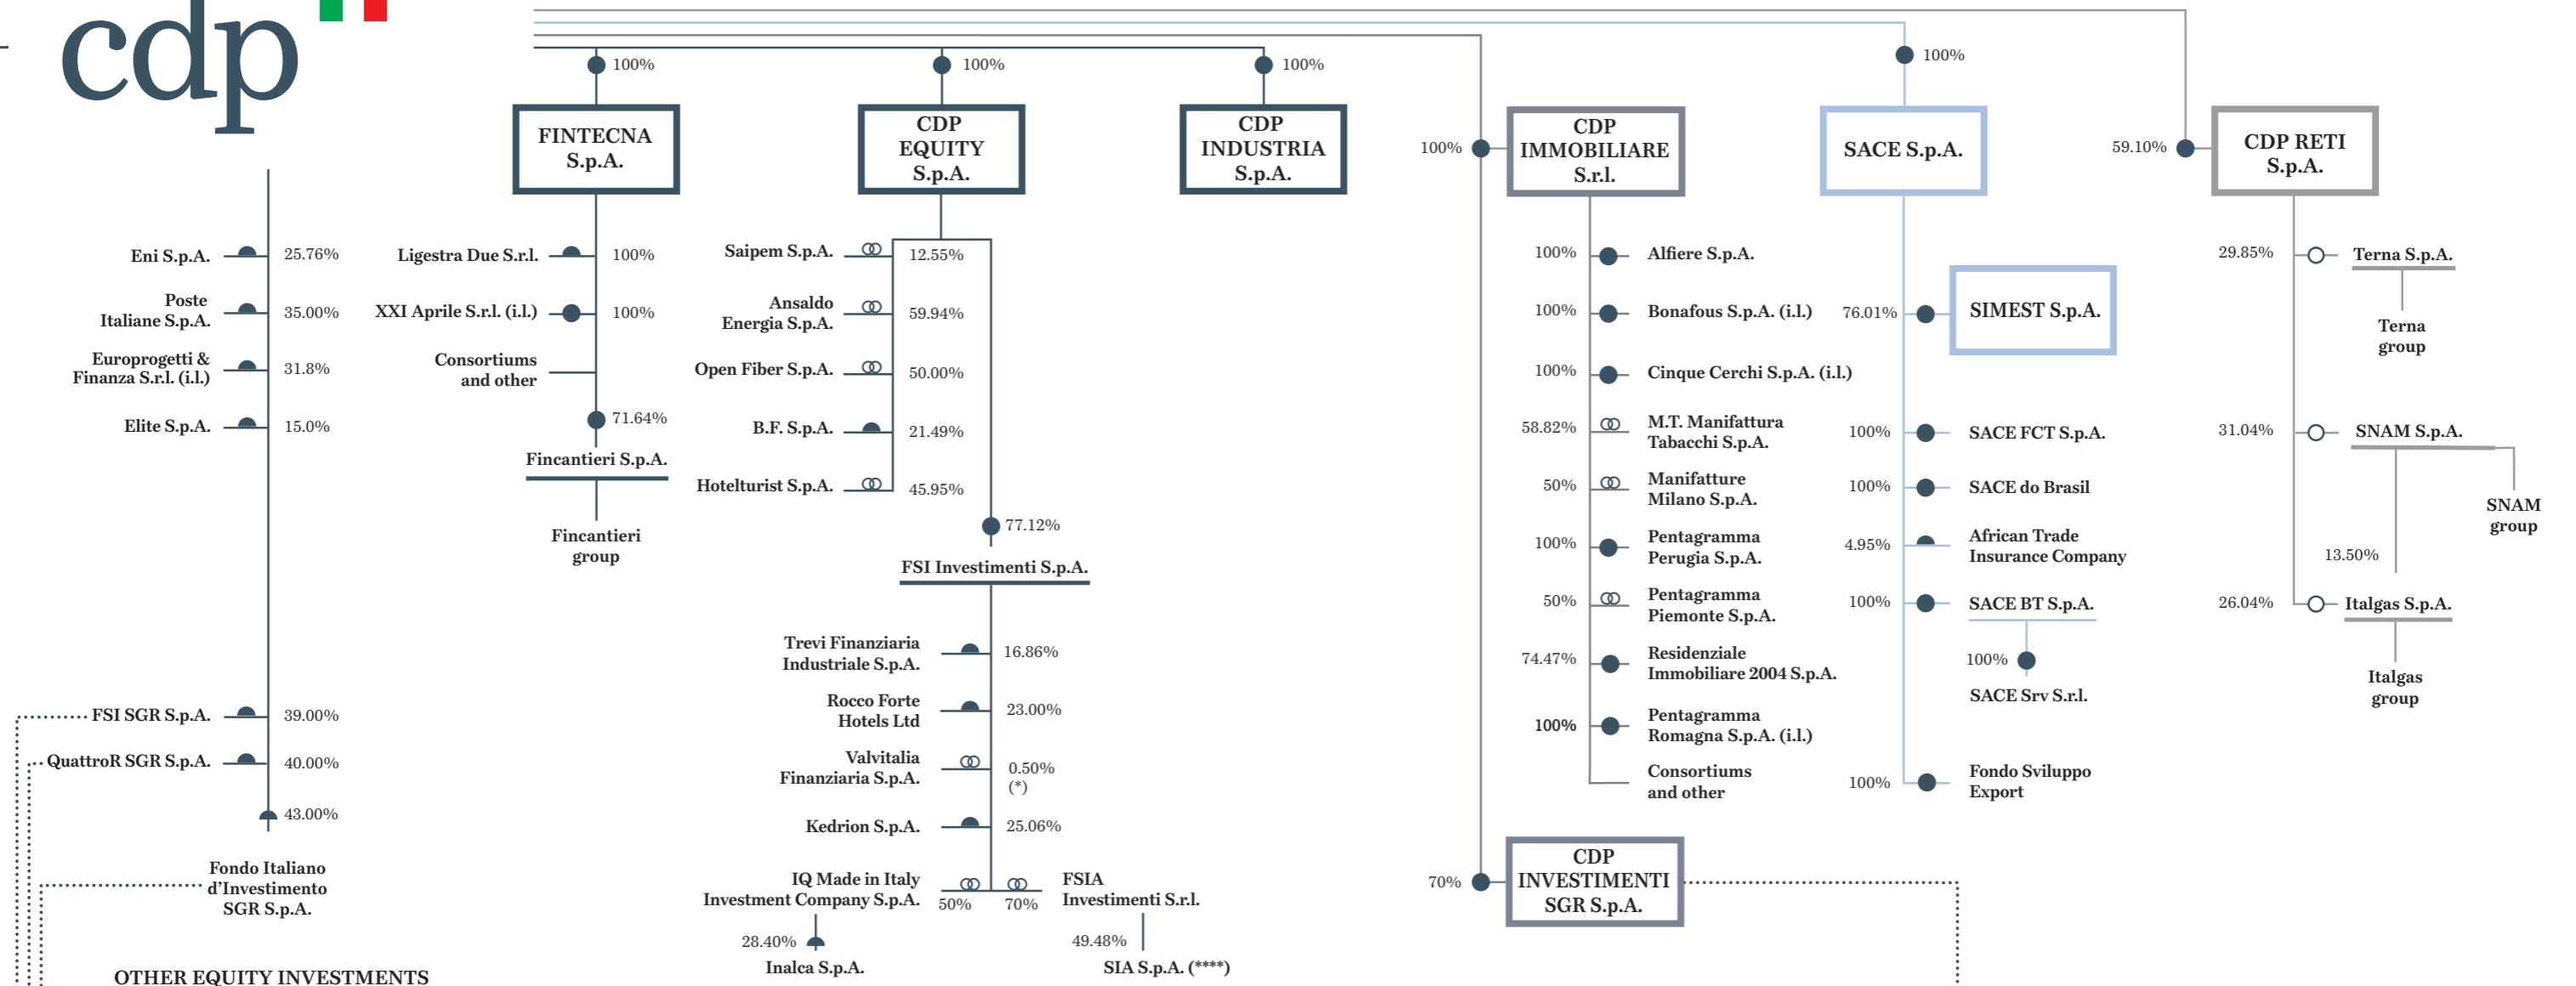 cdp
Eni S.p.A.
25.76%
Poste
Italiane S.p.A.
35.00%
Europrogetti &
Finanza S.r.l. (i.l.)
31.8%
Elite S.p.A.
15.0%
FSI SGR S.p.A.
39.00%
QuattroR SGR S.p.A.
40.00%
43.00%
Fondo Italiano
d’Investimento
SGR S.p.A.
OTHER EQUITY INVESTMENTS
100%
FINTECNA
S.p.A.
Ligestra Due S.r.l.
100%
XXI Aprile S.r.l. (i.l.)
100%
Consortiums
and other
71.64%
Fincantieri S.p.A.
Fincantieri
group
100%
CDP
EQUITY
S.p.A.
Saipem S.p.A.
12.55%
Ansaldo
Energia S.p.A.
59.94%
Open Fiber S.p.A.
50.00%
B.F. S.p.A.
21.49%
Hotelturist S.p.A.
45.95%
77.12%
FSI Investimenti S.p.A.
Trevi Finanziaria
Industriale S.p.A.
16.86%
Rocco Forte
Hotels Ltd
23.00%
Valvitalia
Finanziaria S.p.A.
0.50%
(*)
Kedrion S.p.A.
25.06%
IQ Made in Italy
Investment Company S.p.A.
50%
70%
FSIA
Investimenti S.r.l.
28.40%
Inalca S.p.A.
49.48%
SIA S.p.A. (****)
100%
CDP
INDUSTRIA
S.p.A.
100%
CDP
IMMOBILIARE
S.r.l.
100%
Alfiere S.p.A.
100%
Bonafous S.p.A. (i.l.)
100%
Cinque Cerchi S.p.A. (i.l.)
58.82%
M.T. Manifattura
Tabacchi S.p.A.
50%
Manifatture
Milano S.p.A.
100%
Pentagramma
Perugia S.p.A.
50%
Pentagramma
Piemonte S.p.A.
74.47%
Residenziale
Immobiliare 2004 S.p.A.
100%
Pentagramma
Romagna S.p.A. (i.l.)
Consortiums
and other
70%
CDP
INVESTIMENTI
SGR S.p.A.
100%
SACE S.p.A.
76.01%
SIMEST S.p.A.
100%
SACE FCT S.p.A.
100%
SACE do Brasil
4.95%
African Trade
Insurance Company
100%
SACE BT S.p.A.
100%
SACE Srv S.r.l.
100%
Fondo Sviluppo
Export
59.10%
CDP RETI
S.p.A.
29.85%
Terna S.p.A.
Terna
group
31.04%
SNAM S.p.A.
SNAM
group
13.50%
26.04%
Italgas S.p.A.
Italgas
group